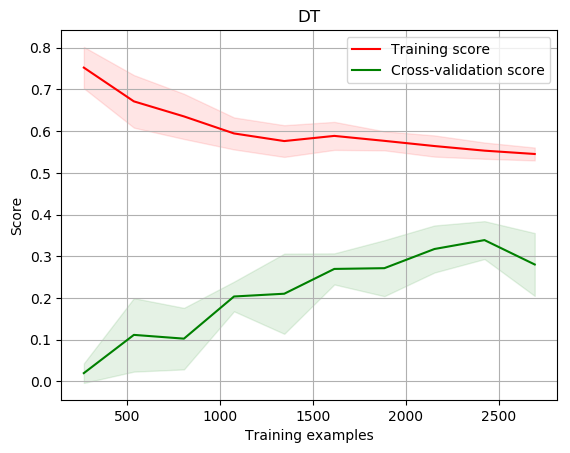 DT
Training score
Cross-validation score
0.8
0.7
0.6
0.5
0.4
0.3
0.2
0.1
0.0
Score
500
1000
1500
2000
2500
Training examples